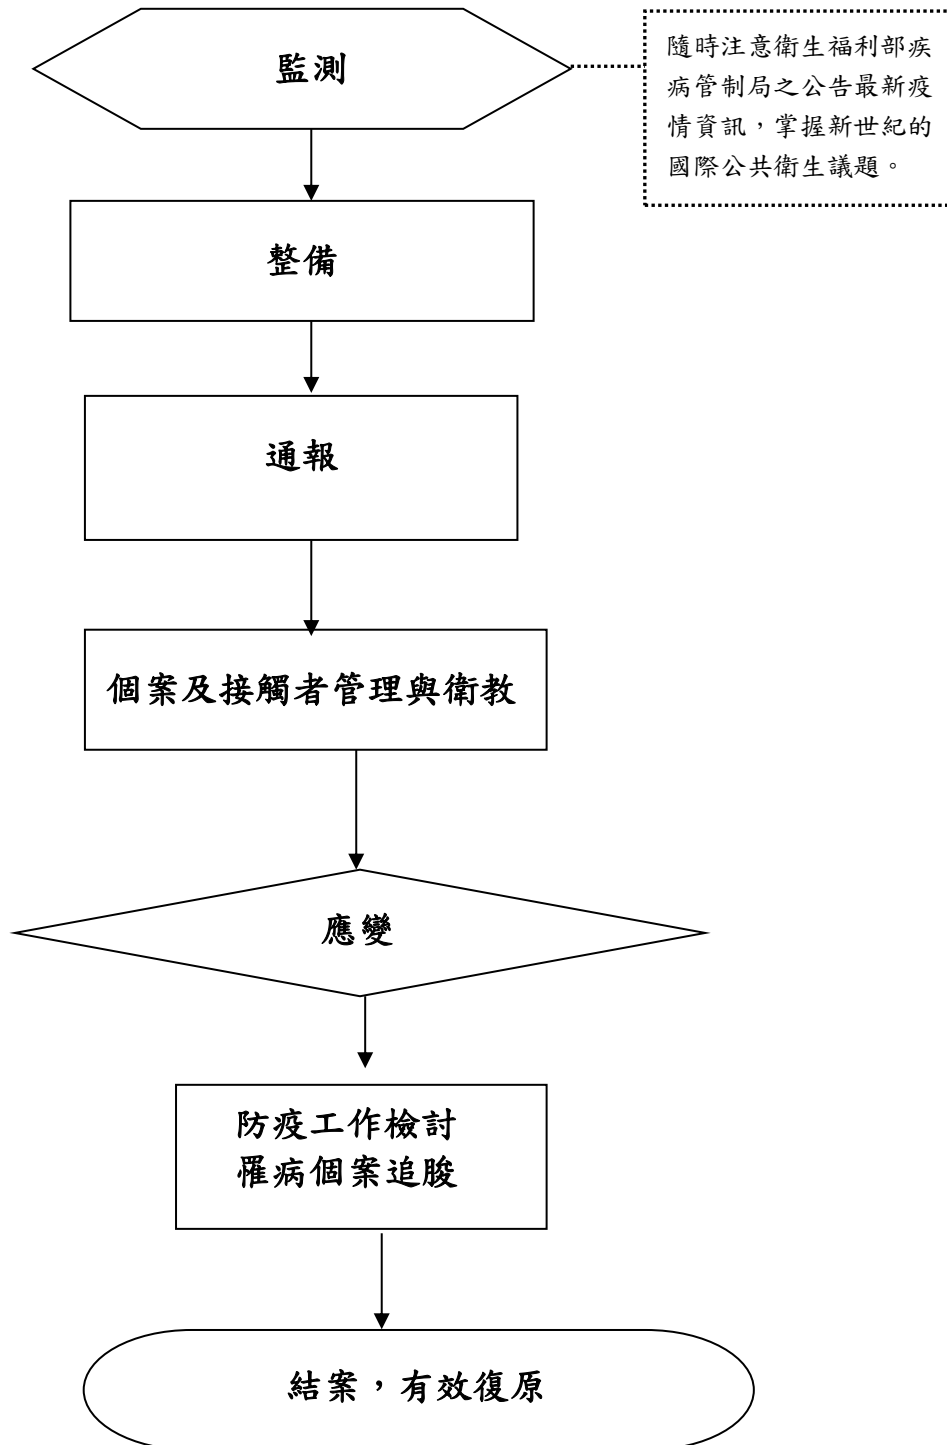 監測
隨時注意衛生福利部疾
病管制局之公告最新疫
情資訊，掌握新世紀的
國際公共衛生議題。
整備
通報
個案及接觸者管理與衛教
應變
防疫工作檢討
罹病個案追朘
結案，有效復原